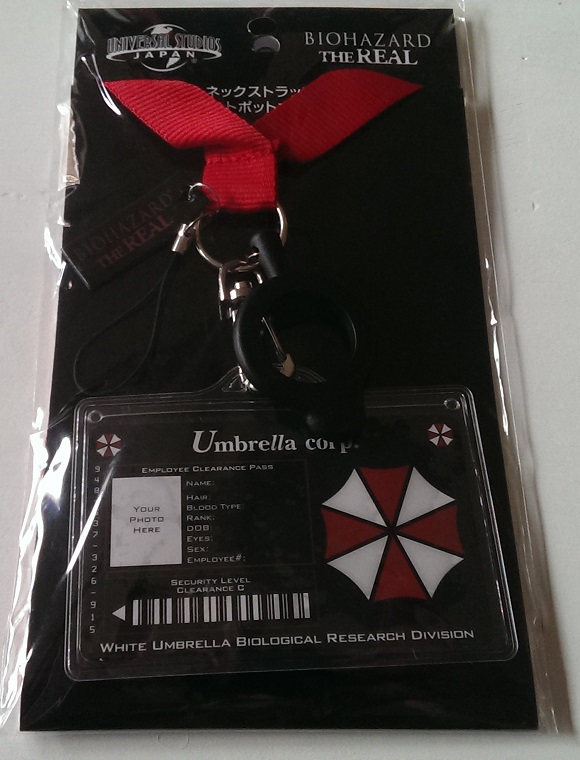 UNIVERSAL STUDIOS
JAPAN
BIOHAZARD
THE REAL
ネックストラッ
トポット
BIOHAZARD
THE REAL
Umbrella corp.
EMPLOYEE CLEARANCE PASS
YOUR
PHOTO
HERE
NAME:
HAIR:
BLOOD TYPE
RANK:
DOB:
EYES:
SEX:
EMPLOYEE#:
SECURITY LEVEL
CLEARANCE C
WHITE UMBRELLA BIOLOGICAL RESEARCH DIVISION